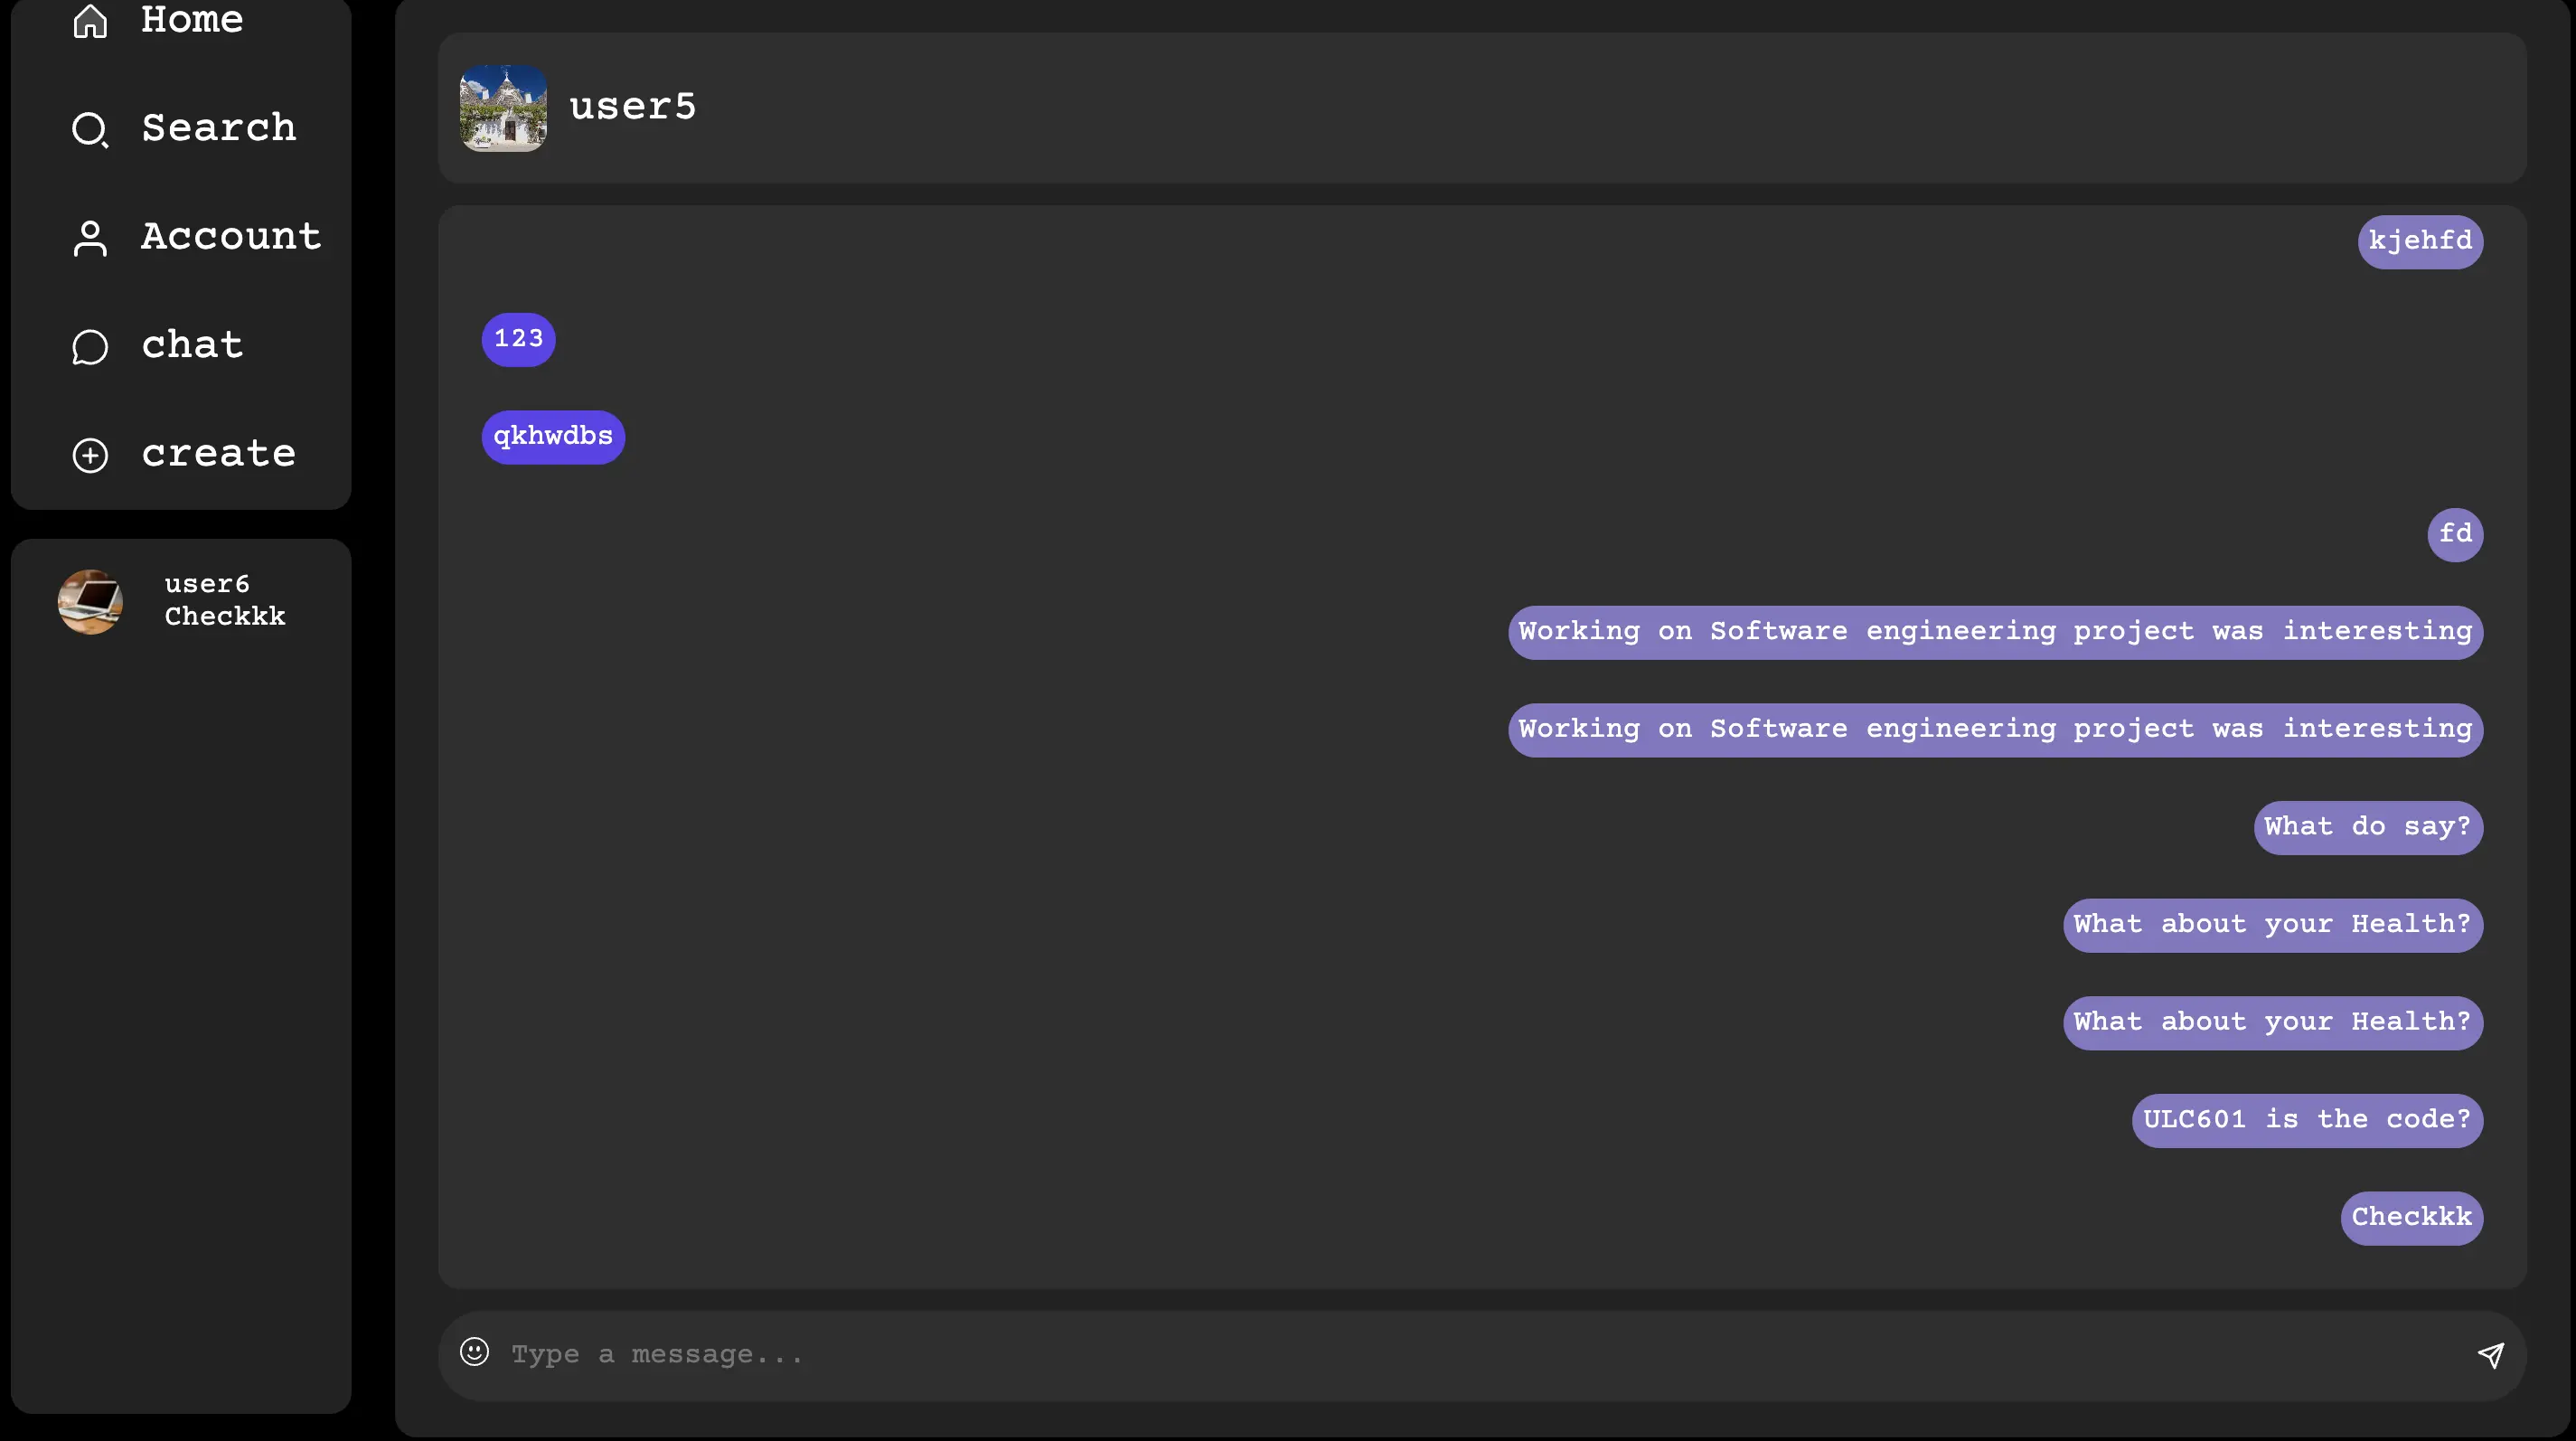 Home
Search
Account
chat
create
user6
Checkkk
user5
kjehfd
123
qkhwdbs
fd
Working on Software engineering project was interesting
Working on Software engineering project was interesting
What do say?
What about your Health?
What about your Health?
ULC601 is the code?
Checkkk
Type a message...